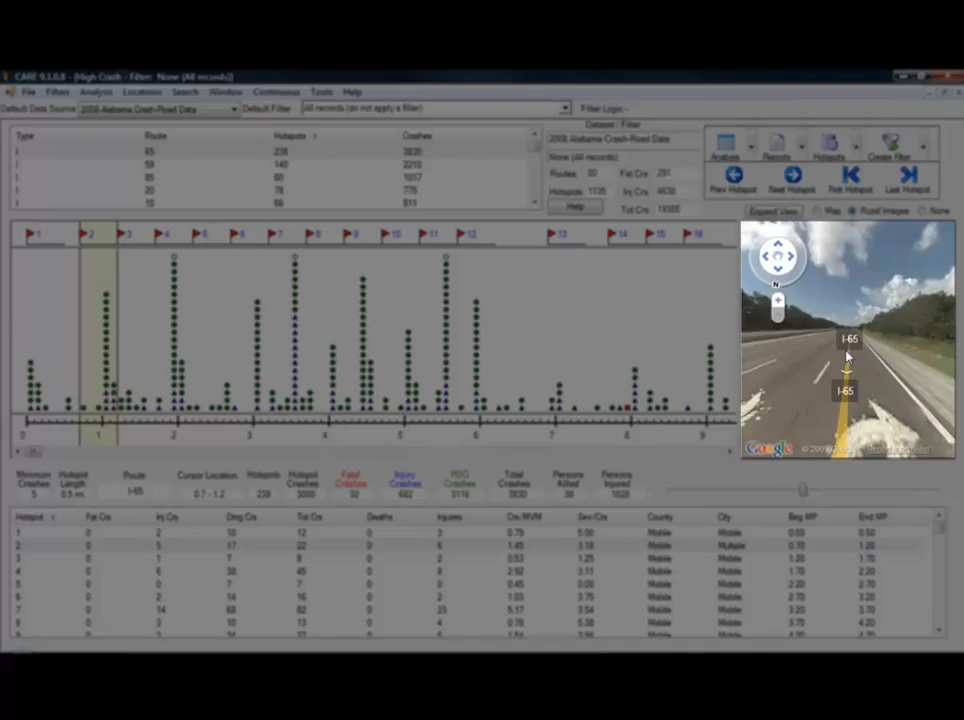 CARE 9.1.0.8 - [High Crash - Filter: None (All records)]
File Filters Analysis Locations Search Window Continuous Tools Help
Default Data Source 2008 Alabama Crash-Road Data Default Filter All records (do not apply a filter) Filter Logic:-
Type Route Hotspots > Crashes
I 65 238 3830
I 59 140 2210
I 85 60 1017
I 20 78 775
I 10 66 611
Dataset / Filter
2008 Alabama Crash-Road Data
None (All records)
Routes 80 Fat Crs 291
Hotspots 1135 Inj Crs 4638
Help Tot Crs 19385
Analysis Reports Hotspots Create Filter
Prev Hotspot Next Hotspot First Hotspot Last Hotspot
Expand View Map Road Images None
1 2 3 4 5 6 7 8 9 10 11 12 13 14 15 16
N
I-65
I-65
Google © 2009
0 1 2 3 4 5 6 7 8 9
Minimum Crashes 5
Hotspot Length 0.5 mi
Route I-65
Cursor Location 0.7 - 1.2
Hotspots 238
Hotspot Crashes 3000
Fatal Crashes 32
Injury Crashes 682
PDO Crashes 3116
Total Crashes 3830
Persons Killed 38
Persons Injured 1028
Hotspot < Fat Crs Inj Crs Dmg Crs Tot Crs Deaths Injuries Crs/MVM Sev/Crs County City Beg MP End MP
1 0 2 10 12 0 3 0.79 5.00 Mobile Mobile 0.00 0.50
2 0 5 17 22 0 6 1.45 3.18 Mobile Multiple 0.70 1.20
3 0 1 7 8 0 2 0.53 1.25 Mobile Mobile 1.20 1.70
4 0 6 39 45 0 8 2.92 3.11 Mobile Mobile 1.70 2.20
5 0 0 7 7 0 0 0.45 0.00 Mobile Mobile 2.20 2.70
6 0 2 14 16 0 2 1.03 3.75 Mobile Mobile 2.70 3.20
7 0 14 68 82 0 23 5.17 3.54 Mobile Mobile 3.20 3.70
8 0 3 10 13 0 4 0.78 5.38 Mobile Mobile 3.70 4.20